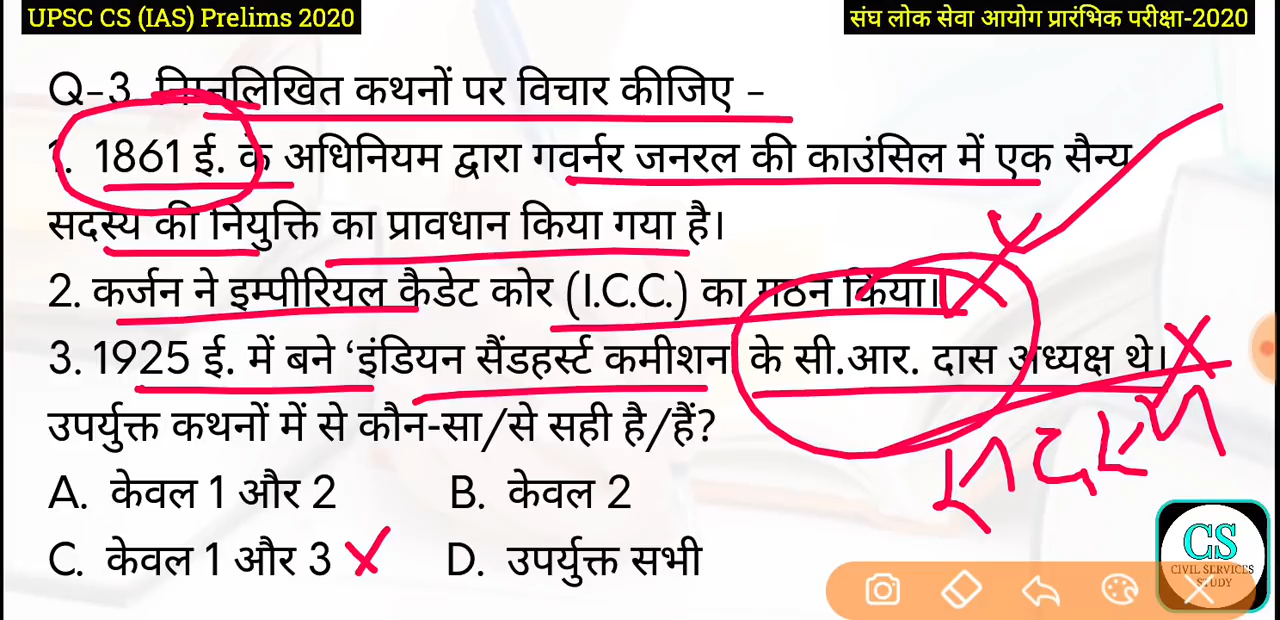 UPSC CS (IAS) Prelims 2020
संघ लोक सेवा आयोग प्रारंभिक परीक्षा-2020
Q-3 निम्नलिखित कथनों पर विचार कीजिए -
1. 1861 ई. के अधिनियम द्वारा गवर्नर जनरल की काउंसिल में एक सैन्य
सदस्य की नियुक्ति का प्रावधान किया गया है।
2. कर्जन ने इम्पीरियल कैडेट कोर (I.C.C.) का गठन किया।
3. 1925 ई. में बने ‘इंडियन सैंडहर्स्ट कमीशन के सी.आर. दास अध्यक्ष थे।
सदस्य
उपर्युक्त कथनों में से कौन-सा/से सही है/हैं?
A. केवल 1 और 2
B. केवल 2
C. केवल 1 और 3
D. उपर्युक्त सभी
CS
CIVIL SERVICES
STUDY